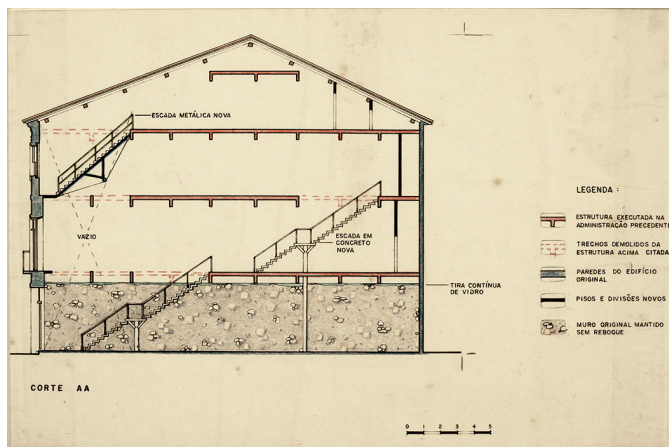 ESCADA METÁLICA NOVA
VAZIO
ESCADA EM
CONCRETO
NOVA
TIRA CONTÍNUA
DE VIDRO
CORTE AA
LEGENDA:
ESTRUTURA EXECUTADA NA
ADMINISTRAÇÃO PRECEDENTE
TRECHOS DEMOLIDOS DA
ESTRUTURA ACIMA CITADA
PAREDES DO EDIFÍCIO
ORIGINAL
PISOS E DIVISÕES NOVOS
MURO ORIGINAL MANTIDO
SEM REBOQUE
0 1 2 3 4 5